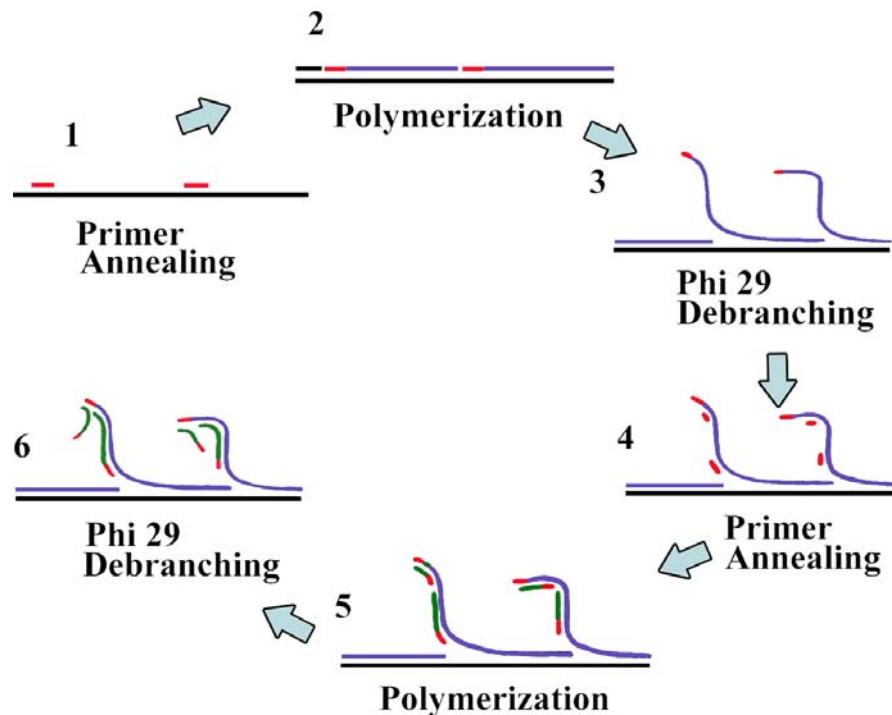 1
Primer
Annealing
2
Polymerization
3
Phi 29
Debranching
4
Primer
Annealing
5
Polymerization
6
Phi 29
Debranching